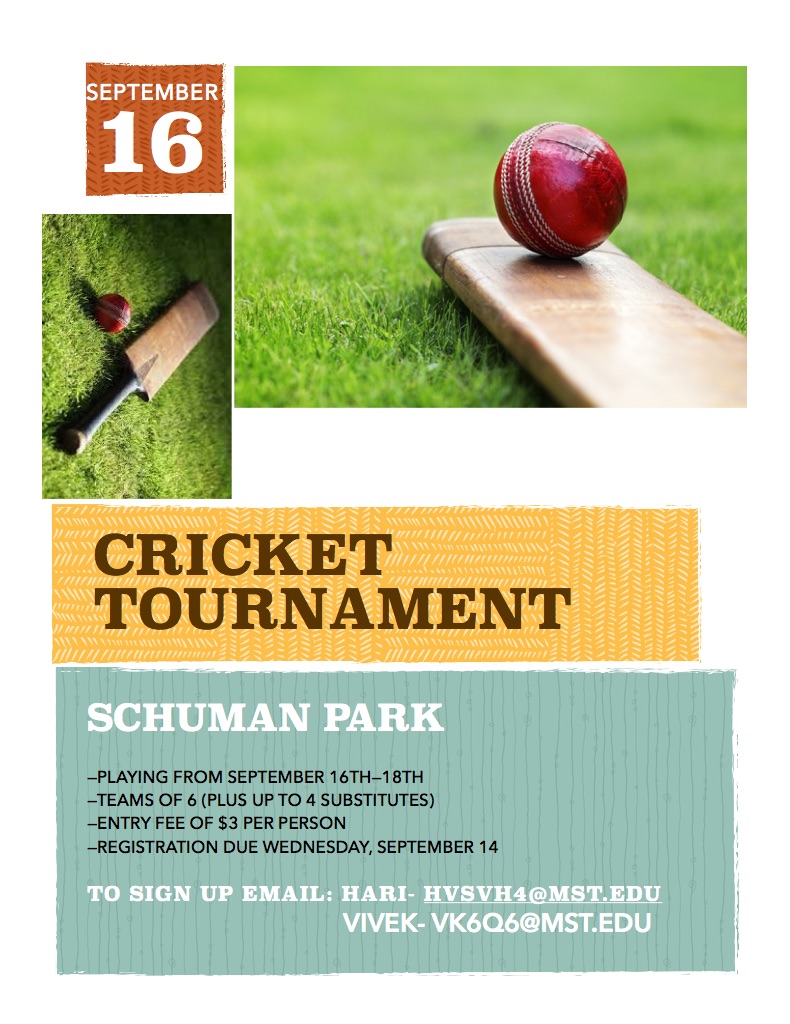 SEPTEMBER
16
CRICKET
TOURNAMENT
SCHUMAN PARK
–PLAYING FROM SEPTEMBER 16TH–18TH
–TEAMS OF 6 (PLUS UP TO 4 SUBSTITUTES)
–ENTRY FEE OF $3 PER PERSON
–REGISTRATION DUE WEDNESDAY, SEPTEMBER 14
TO SIGN UP EMAIL: HARI- HVSVH4@MST.EDU
VIVEK- VK6Q6@MST.EDU